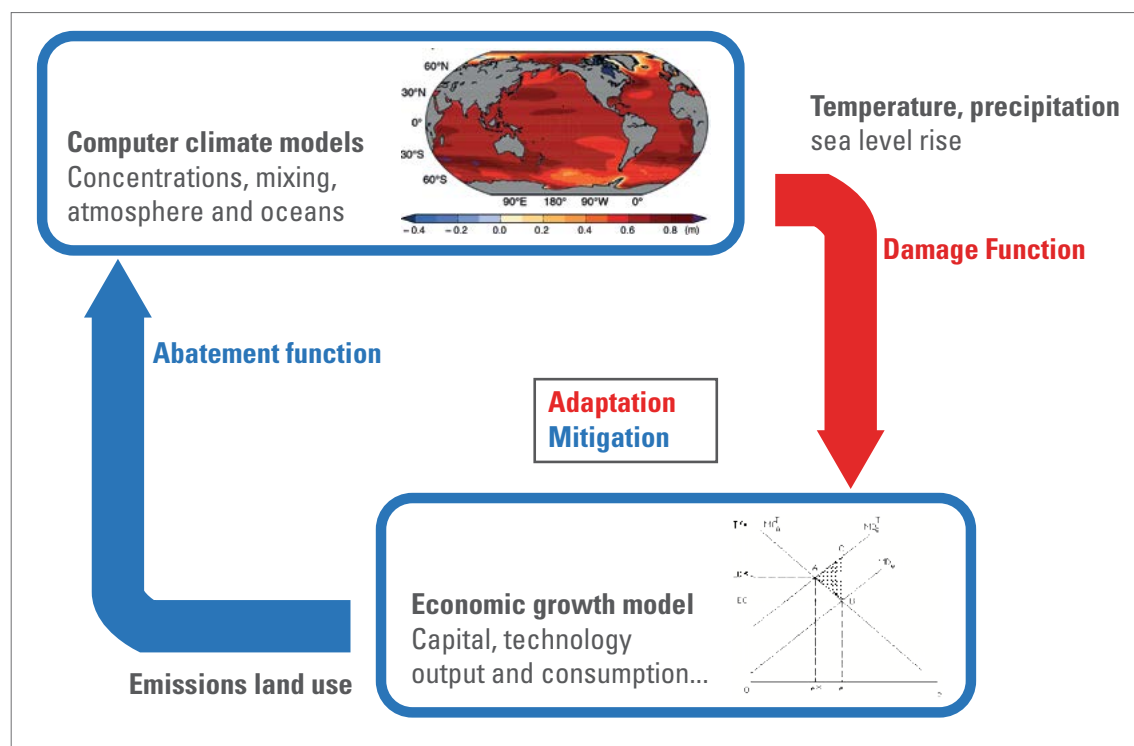 60°N
30°N
0°
30°S
60°S
90°E 180° 90°W 0°
− 0.4 − 0.2 0.0 0.2 0.4 0.6 0.8 (m)
Computer climate models
Concentrations, mixing,
atmosphere and oceans
Temperature, precipitation
sea level rise
Damage Function
Abatement function
Adaptation
Mitigation
Economic growth model
Capital, technology
output and consumption...
A
Emissions land use